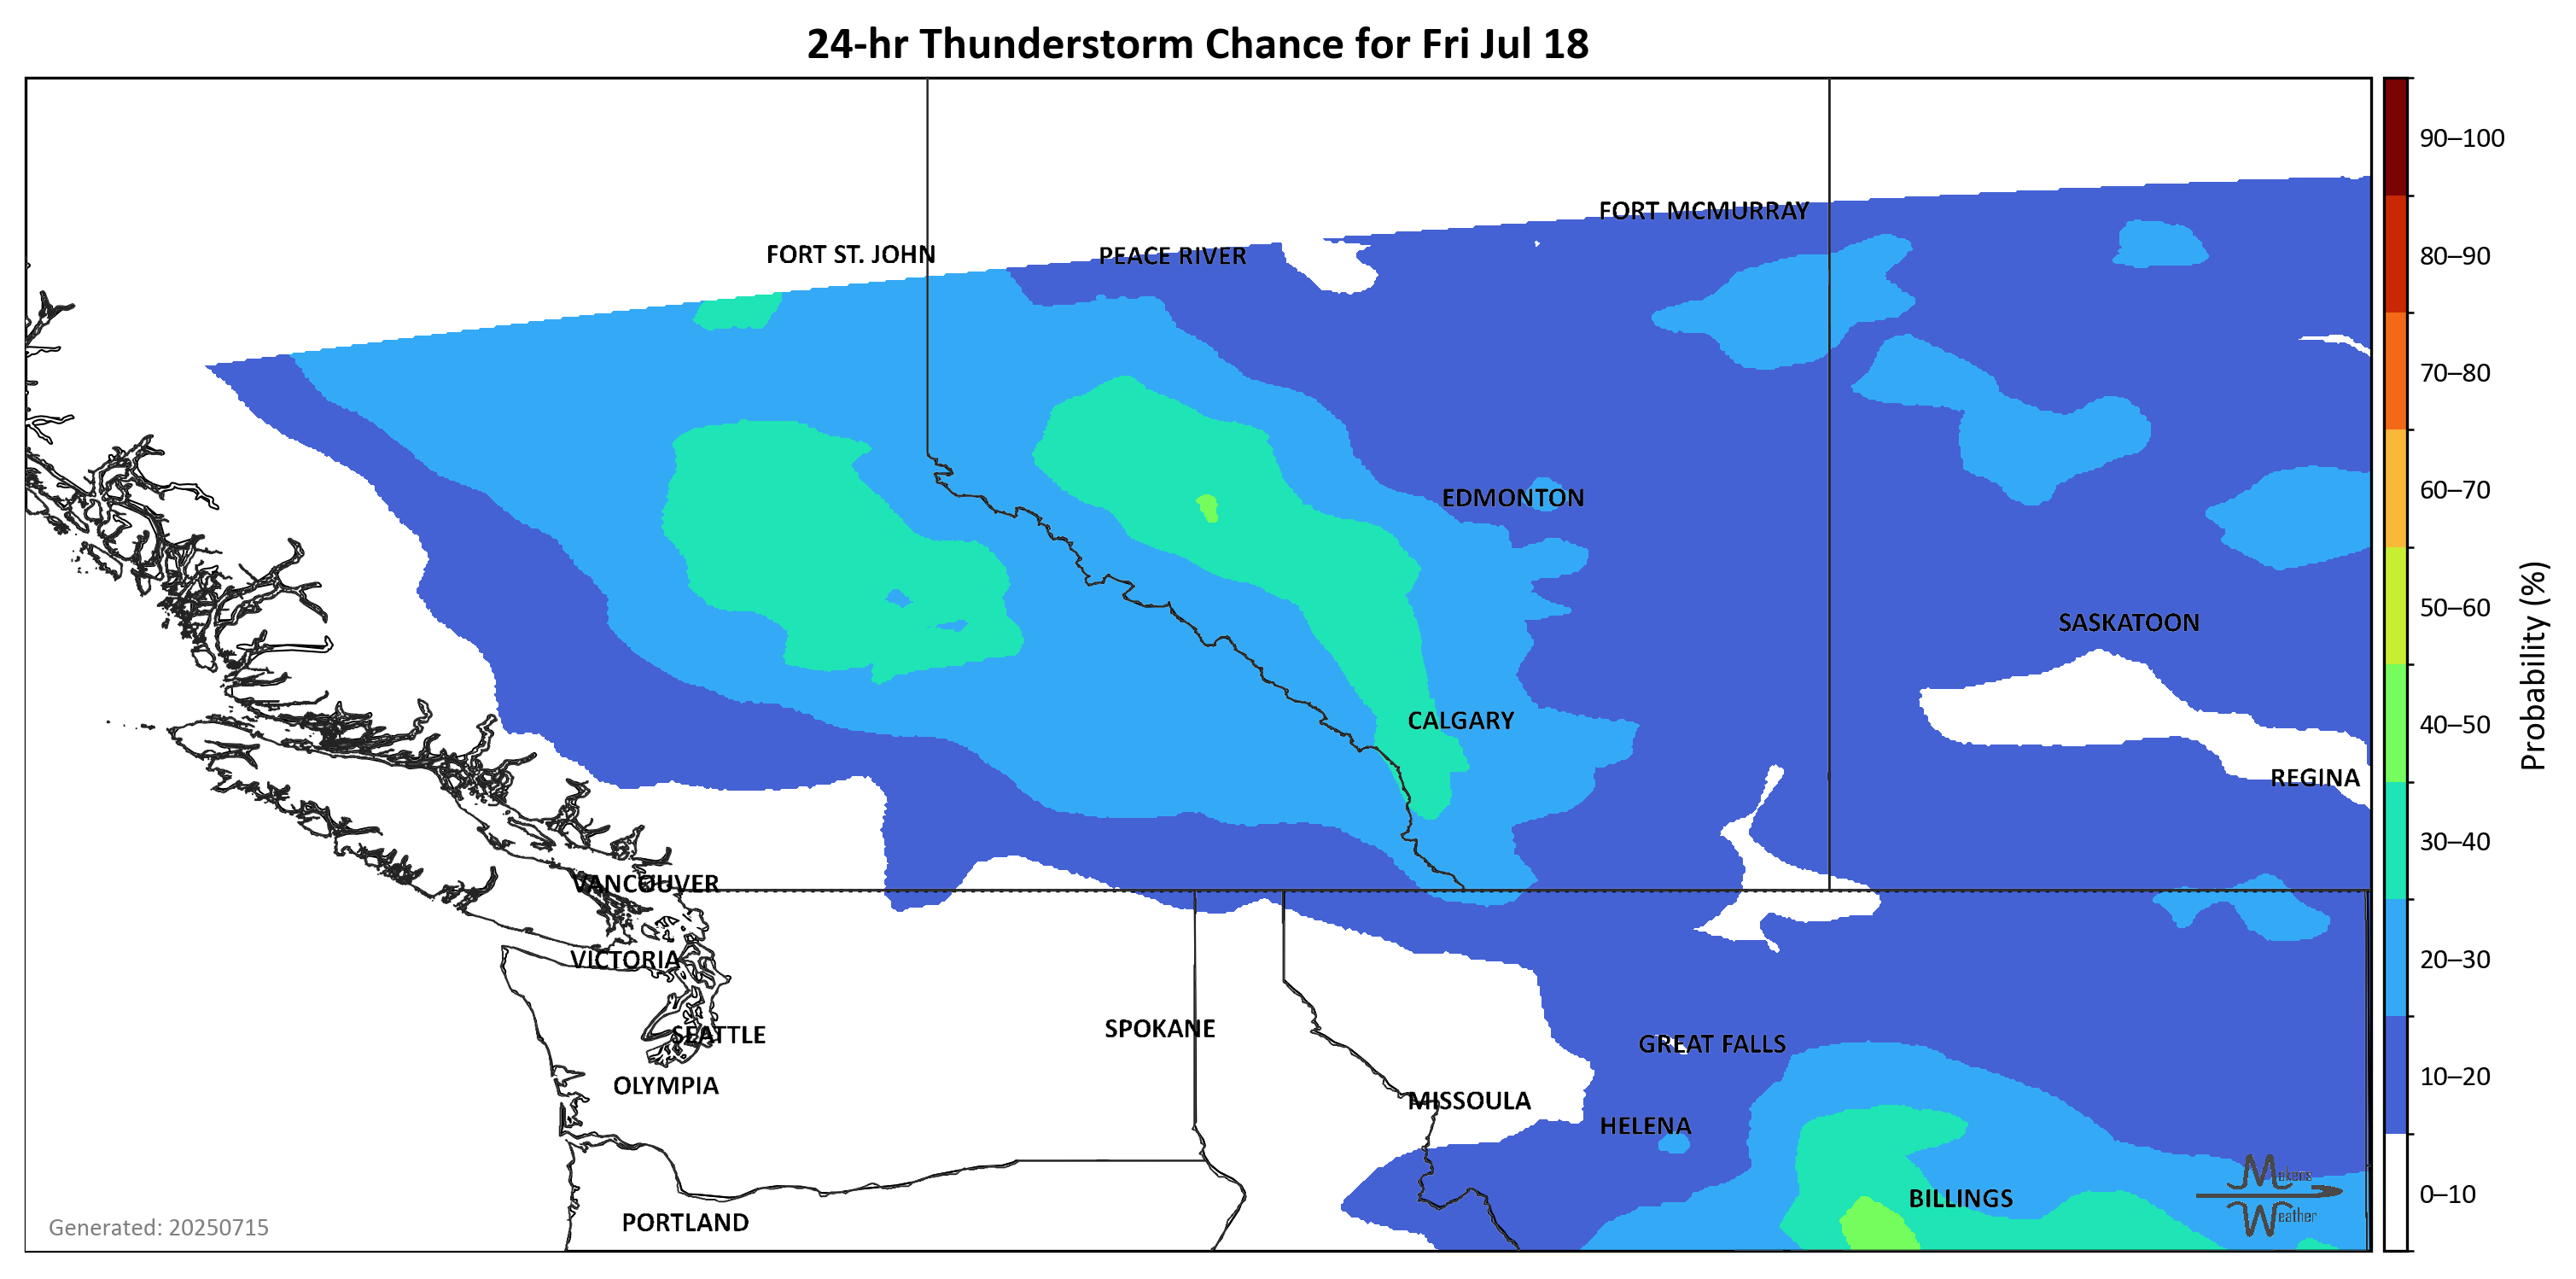 24-hr Thunderstorm Chance for Fri Jul 18
90–100
FORT MCMURRAY
FORT ST. JOHN
PEACE RIVER
80–90
70–80
EDMONTON
60–70
SASKATOON
50–60
Probability (%)
CALGARY
40–50
REGINA
30–40
VANCOUVER
VICTORIA
20–30
SPOKANE
SEATTLE
GREAT FALLS
10–20
OLYMPIA
MISSOULA
HELENA
Mekens
Weather
0–10
BILLINGS
PORTLAND
Generated: 20250715